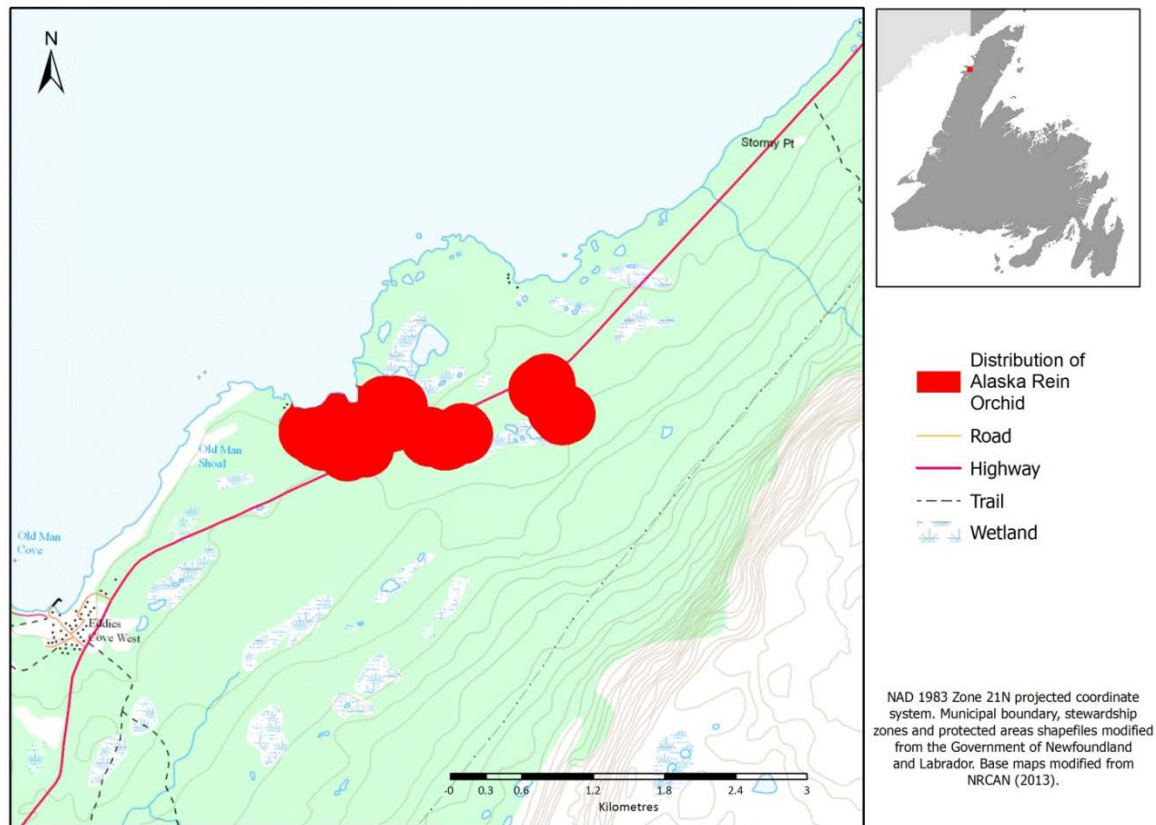 N
Stormy Pt
Old Man
Shoal
Old Man
Cove
Eddies
Cove West
0 0.3 0.6 1.2 1.8 2.4 3
Kilometres
Distribution of
Alaska Rein
Orchid
Road
Highway
Trail
Wetland
NAD 1983 Zone 21N projected coordinate
system. Municipal boundary, stewardship
zones and protected areas shapefiles modified
from the Government of Newfoundland
and Labrador. Base maps modified from
NRCAN (2013).